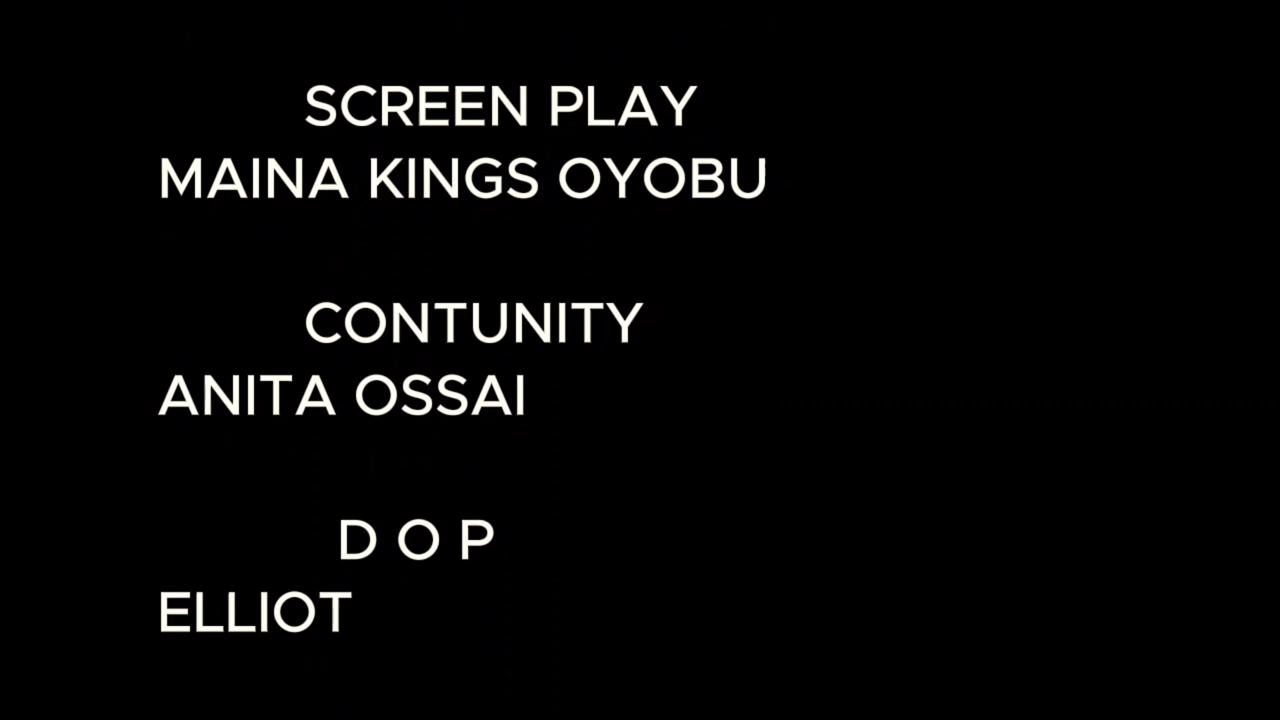 SCREEN PLAY
MAINA KINGS OYOBU
CONTUNITY
ANITA OSSAI
D O P
ELLIOT